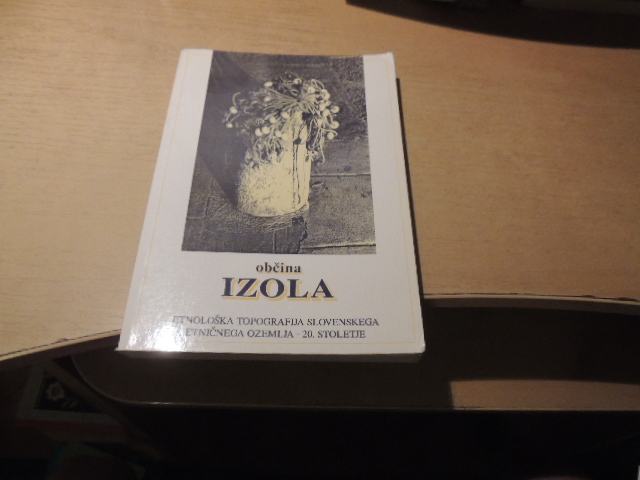 občina
IZOLA
ETNOLOŠKA TOPOGRAFIJA SLOVENSKEGA
ETNIČNEGA OZEMLJA - 20. STOLETJE